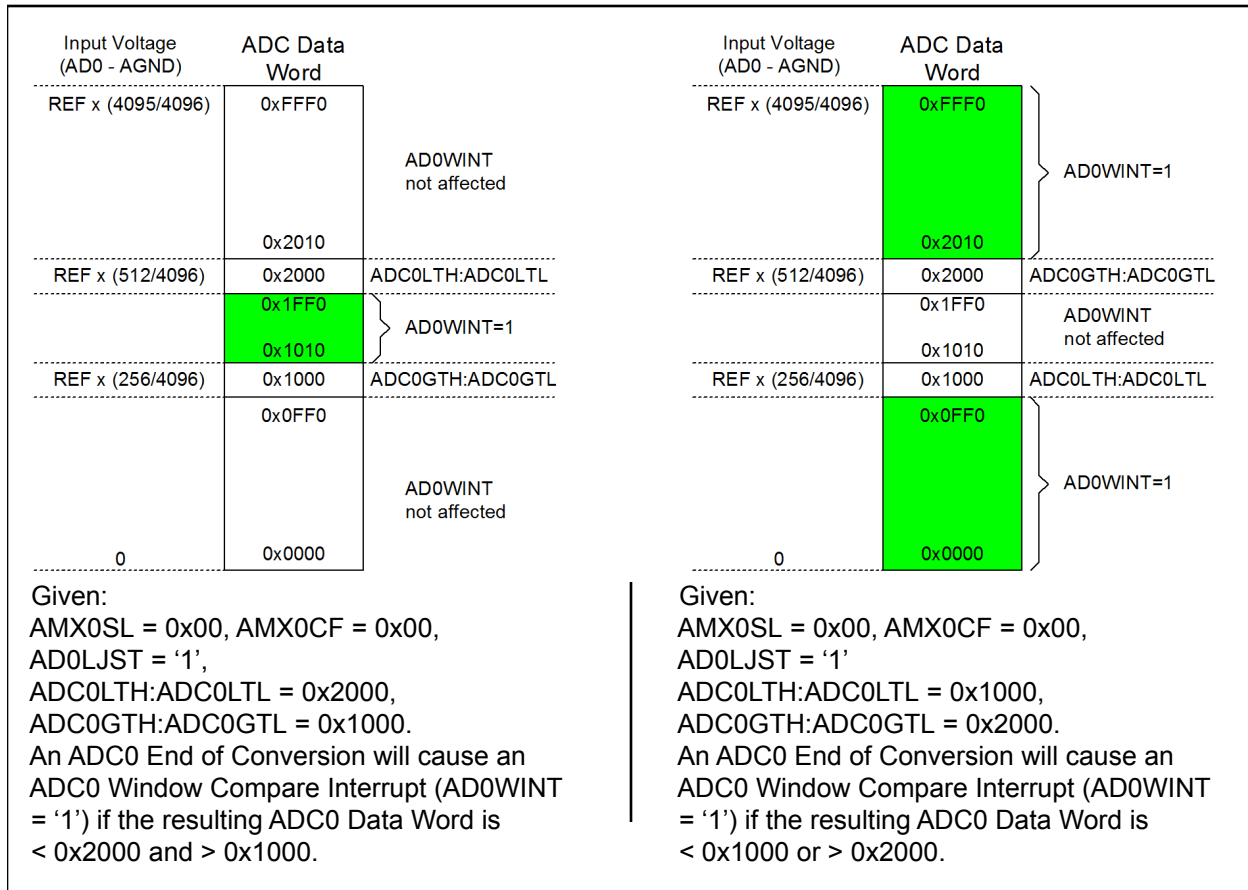 Input Voltage
(AD0 - AGND)
ADC Data
Word
REF x (4095/4096)
0xFFF0
AD0WINT
not affected
0x2010
REF x (512/4096)
0x2000
ADC0LTH:ADC0LTL
0x1FF0
AD0WINT=1
0x1010
REF x (256/4096)
0x1000
ADC0GTH:ADC0GTL
0x0FF0
AD0WINT
not affected
0
0x0000
Given:
AMX0SL = 0x00, AMX0CF = 0x00,
AD0LJST = ‘1’,
ADC0LTH:ADC0LTL = 0x2000,
ADC0GTH:ADC0GTL = 0x1000.
An ADC0 End of Conversion will cause an
ADC0 Window Compare Interrupt (AD0WINT
= ‘1’) if the resulting ADC0 Data Word is
< 0x2000 and > 0x1000.
Input Voltage
(AD0 - AGND)
ADC Data
Word
REF x (4095/4096)
0xFFF0
AD0WINT=1
0x2010
REF x (512/4096)
0x2000
ADC0GTH:ADC0GTL
0x1FF0
AD0WINT
not affected
0x1010
REF x (256/4096)
0x1000
ADC0LTH:ADC0LTL
0x0FF0
AD0WINT=1
0
0x0000
Given:
AMX0SL = 0x00, AMX0CF = 0x00,
AD0LJST = ‘1’
ADC0LTH:ADC0LTL = 0x1000,
ADC0GTH:ADC0GTL = 0x2000.
An ADC0 End of Conversion will cause an
ADC0 Window Compare Interrupt (AD0WINT
= ‘1’) if the resulting ADC0 Data Word is
< 0x1000 or > 0x2000.